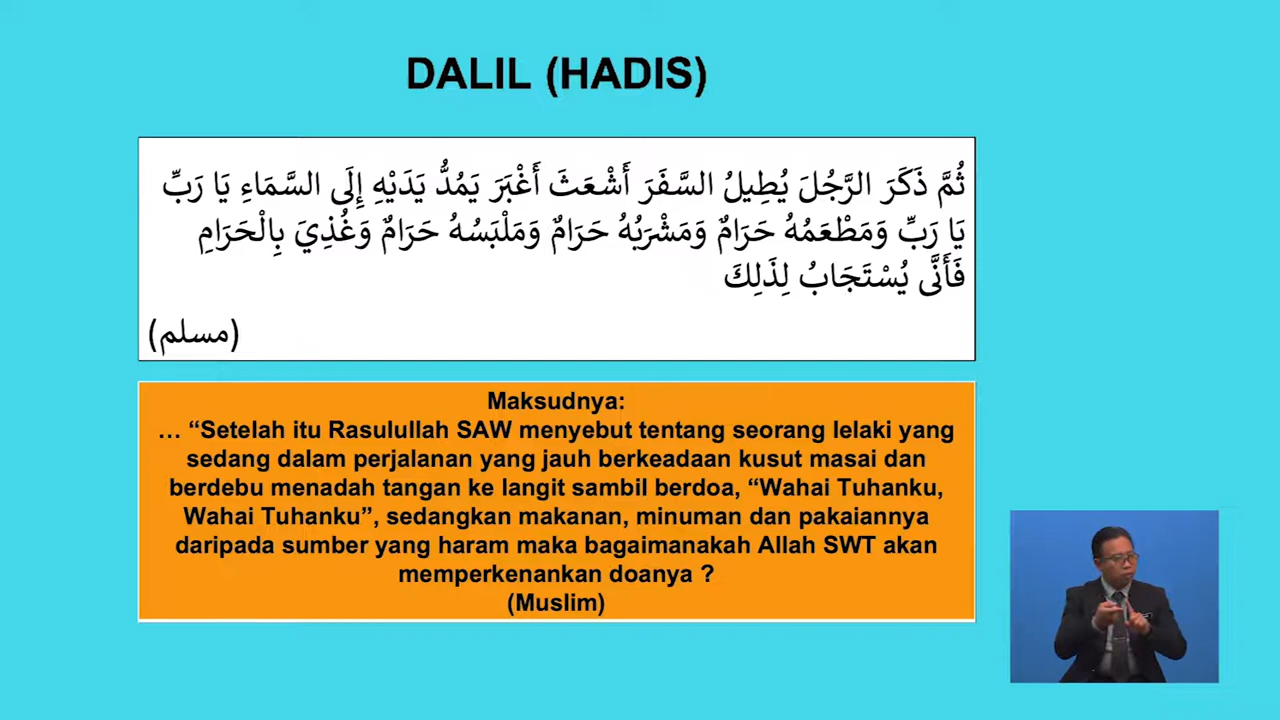 DALIL (HADIS)
ثُمَّ ذَكَرَ الرَّجُلَ يُطِيلُ السَّفَرَ أَشْعَثَ أَغْبَرَ يَمُدُّ يَدَيْهِ إِلَى السَّمَاءِ يَا رَبِّ
يَا رَبِّ وَمَطْعَمُهُ حَرَامٌ وَمَشْرَبُهُ حَرَامٌ وَمَلْبَسُهُ حَرَامٌ وَغُذِيَ بِالْحَرَامِ
فَأَنَّى يُسْتَجَابُ لِذَلِكَ
(مسلم)
Maksudnya:
… “Setelah itu Rasulullah SAW menyebut tentang seorang lelaki yang
sedang dalam perjalanan yang jauh berkeadaan kusut masai dan
berdebu menadah tangan ke langit sambil berdoa, “Wahai Tuhanku,
Wahai Tuhanku”, sedangkan makanan, minuman dan pakaiannya
daripada sumber yang haram maka bagaimanakah Allah SWT akan
memperkenankan doanya ?
(Muslim)